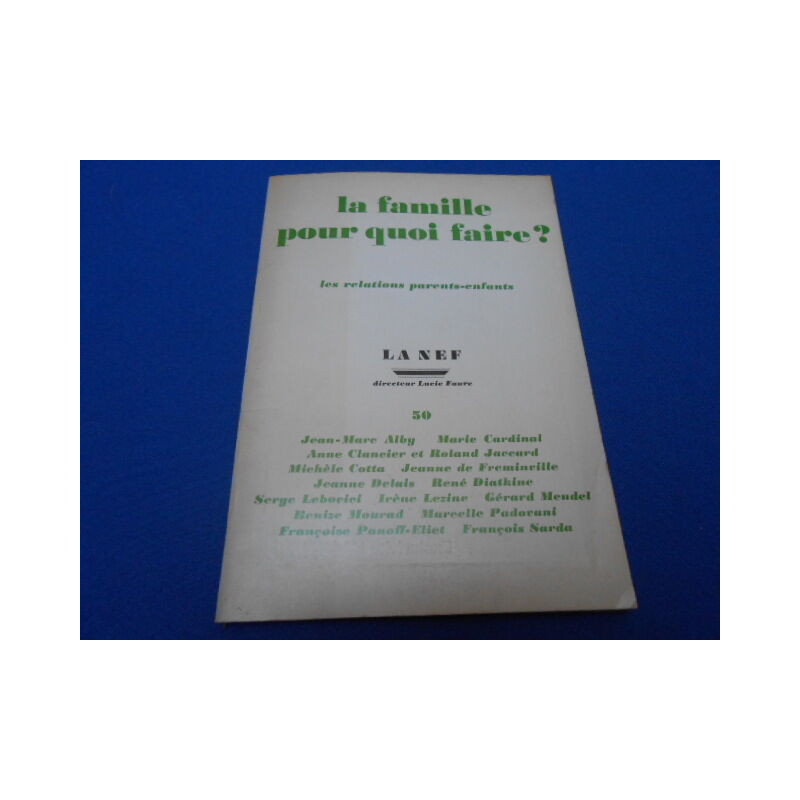 la famille
pour quoi faire?
les relations parents-enfants
LA NEF
directeur Lucie Faure
50
Jean-Marc Alby Marie Cardinal
Anne Clancier et Roland Jaccard
Michèle Cotta Jeanne de Freminville
Jeanne Delais René Diatkine
Serge Lebovici Irène Lezine Gérard Mendel
Kenize Mourad Marcelle Padovani
Françoise Panoff-Eliet François Sarda